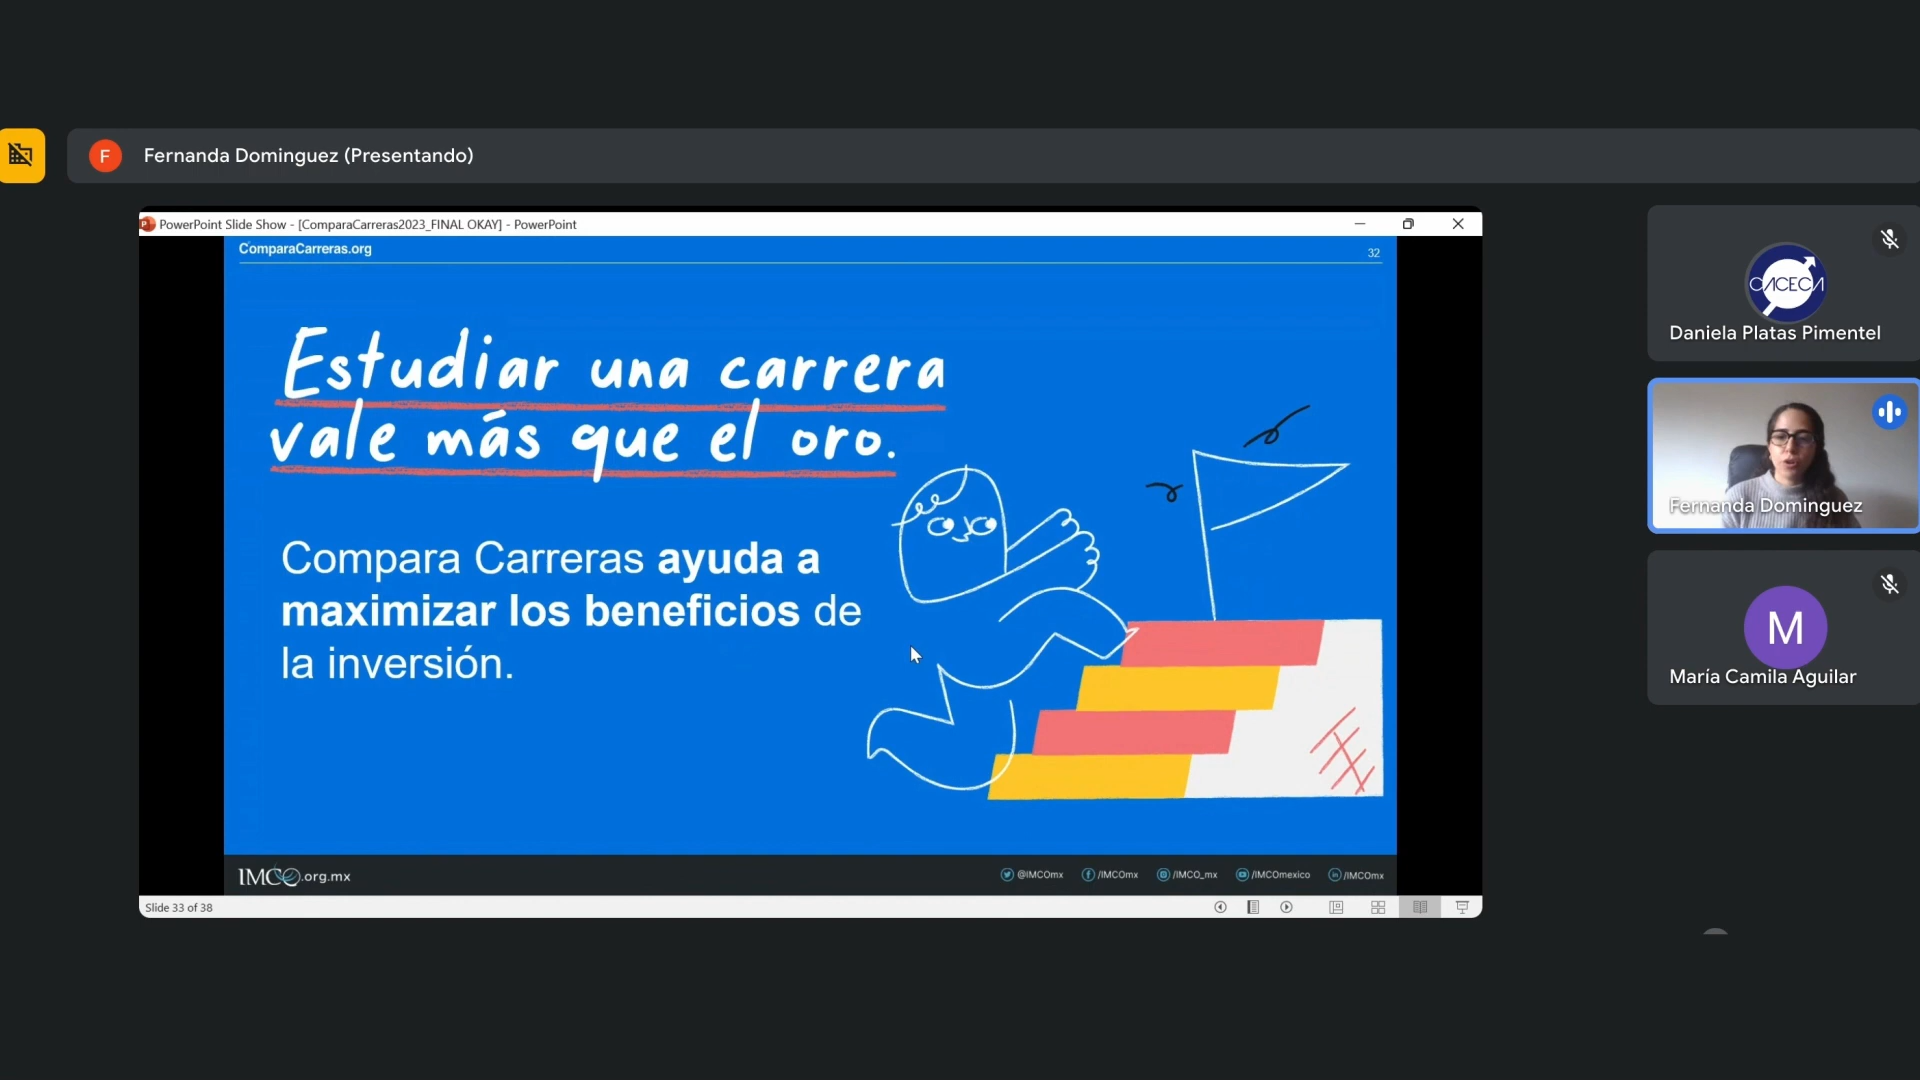 F
Fernanda Dominguez (Presentando)
PowerPoint Slide Show - [ComparaCarreras2023_FINAL OKAY] - PowerPoint
ComparaCarreras.org
32
Estudiar una carrera
vale más que el oro.
Compara Carreras ayuda a
maximizar los beneficios de
la inversión.
IMCO.org.mx
@IMCOmx
/IMCOmx
/IMCO_mx
/IMCOmexico
/IMCOmx
Slide 33 of 38
CACECA
Daniela Platas Pimentel
Fernanda Dominguez
M
María Camila Aguilar